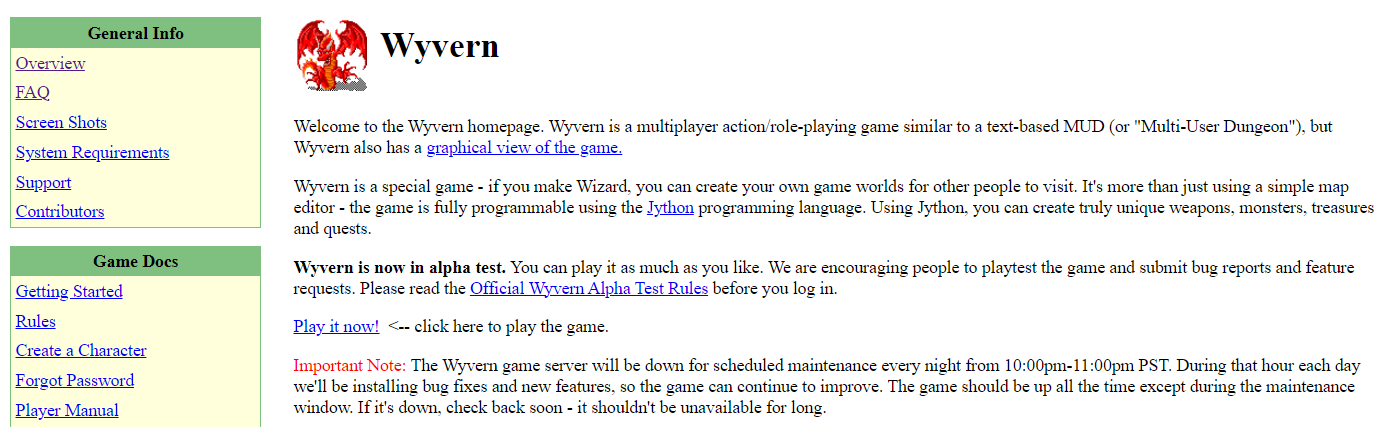 General Info
Overview
FAQ
Screen Shots
System Requirements
Support
Contributors
Game Docs
Getting Started
Rules
Create a Character
Forgot Password
Player Manual
Wyvern
Welcome to the Wyvern homepage. Wyvern is a multiplayer action/role-playing game similar to a text-based MUD (or "Multi-User Dungeon"), but
Wyvern also has a graphical view of the game.
Wyvern is a special game - if you make Wizard, you can create your own game worlds for other people to visit. It's more than just using a simple map
editor - the game is fully programmable using the Jython programming language. Using Jython, you can create truly unique weapons, monsters, treasures
and quests.
Wyvern is now in alpha test. You can play it as much as you like. We are encouraging people to playtest the game and submit bug reports and feature
requests. Please read the Official Wyvern Alpha Test Rules before you log in.
Play it now! <-- click here to play the game.
Important Note: The Wyvern game server will be down for scheduled maintenance every night from 10:00pm-11:00pm PST. During that hour each day
we'll be installing bug fixes and new features, so the game can continue to improve. The game should be up all the time except during the maintenance
window. If it's down, check back soon - it shouldn't be unavailable for long.